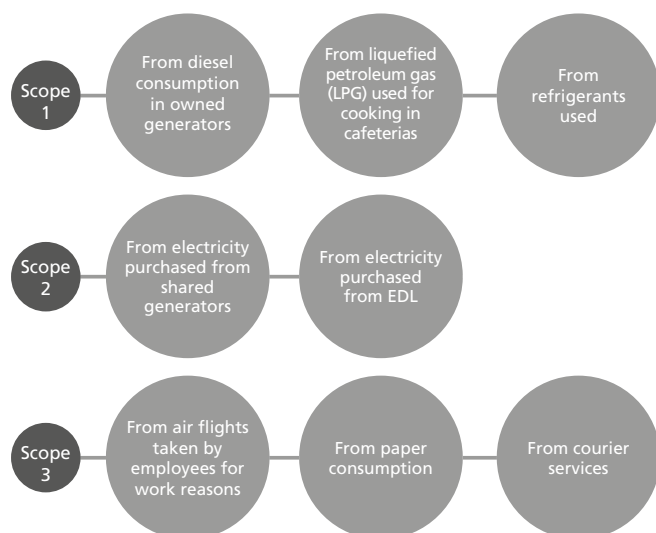 Scope
1
From diesel
consumption
in owned
generators
From liquefied
petroleum gas
(LPG) used for
cooking in
cafeterias
From
refrigerants
used
Scope
2
From electricity
purchased from
shared
generators
From electricity
purchased
from EDL
Scope
3
From air flights
taken by
employees for
work reasons
From paper
consumption
From courier
services